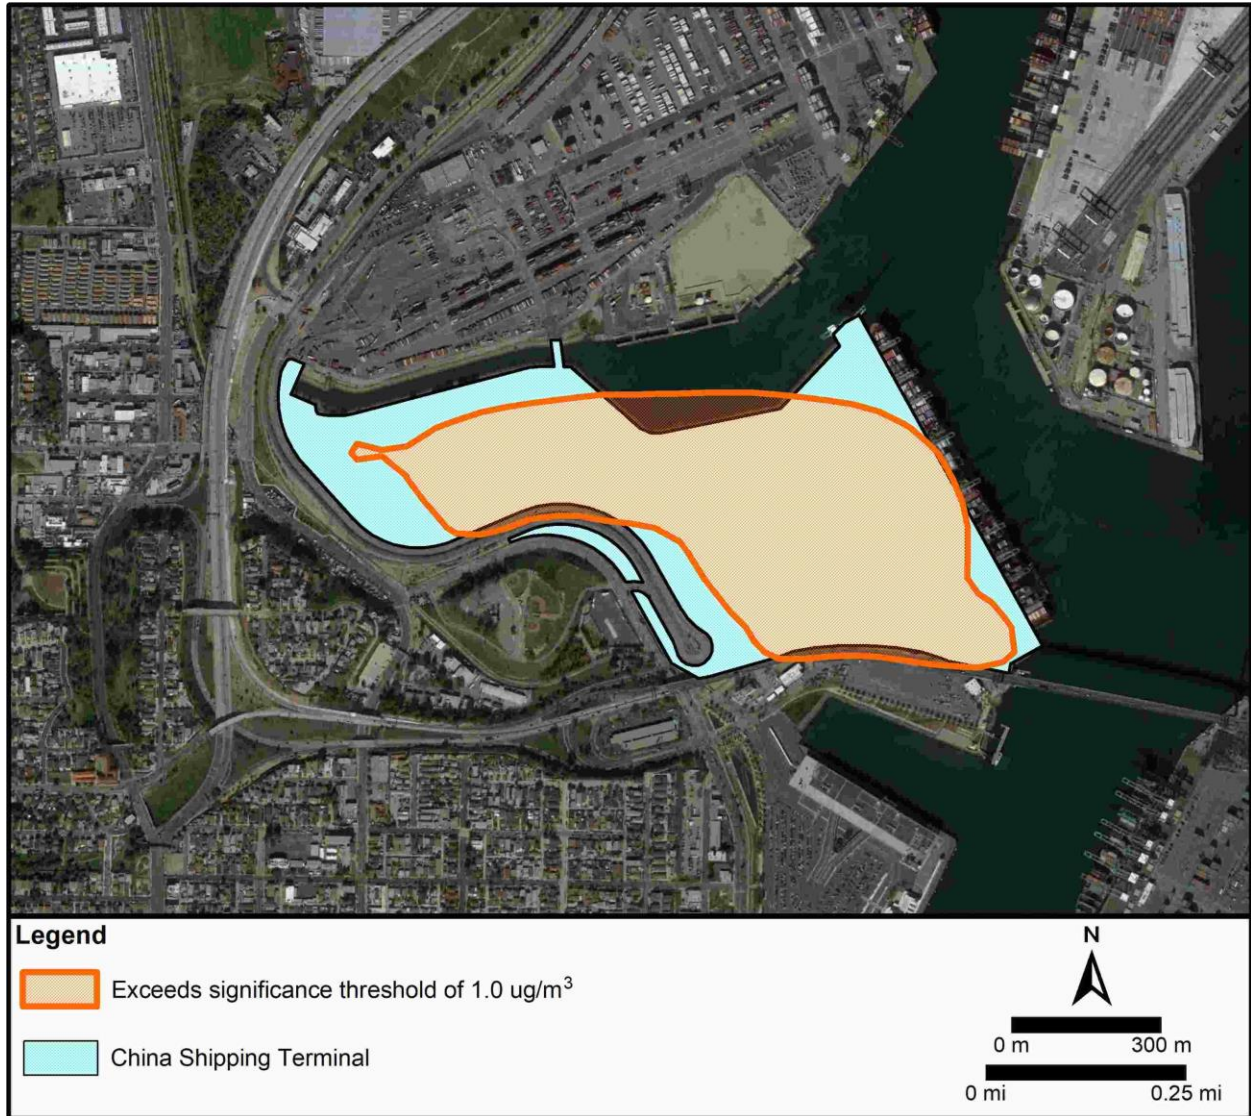 Legend
Exceeds significance threshold of 1.0 ug/m³
China Shipping Terminal
N
0 m 300 m
0 mi 0.25 mi